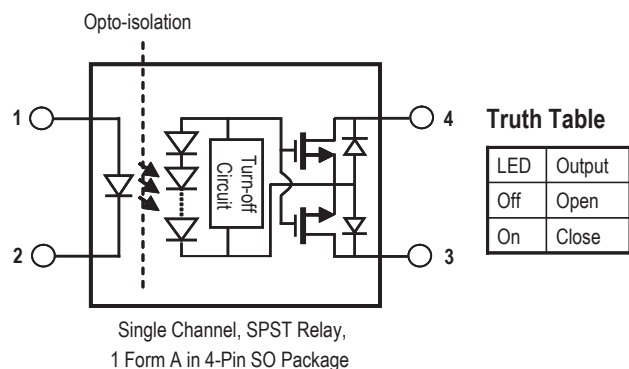 Opto-isolation
1
2
Turn-off
Circuit
4
3
Truth Table
LED Output
Off Open
On Close
Single Channel, SPST Relay,
1 Form A in 4-Pin SO Package